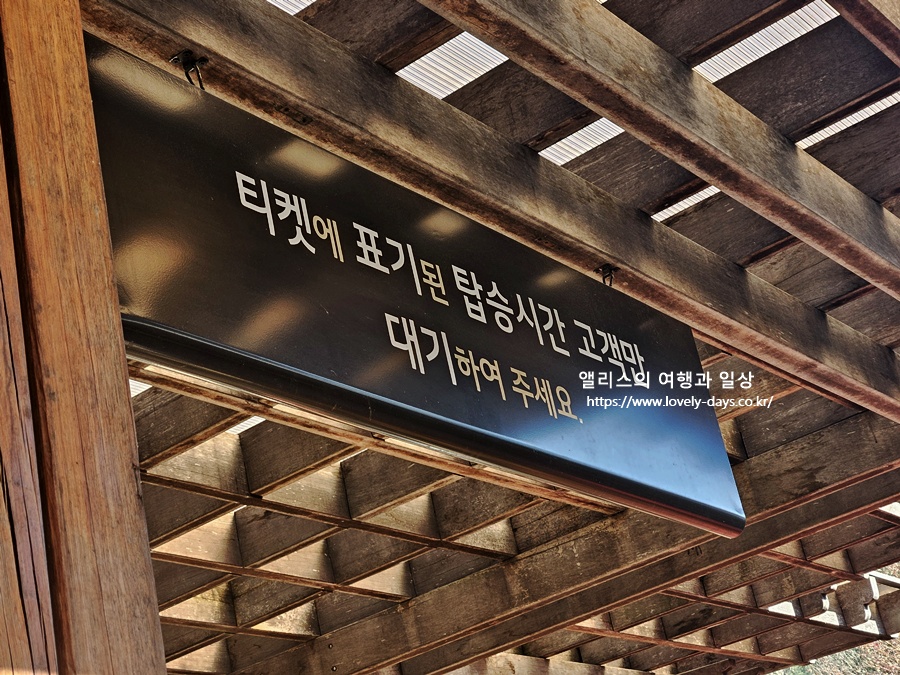 티켓에 표기된 탑승시간 고객만
대기하여 주세요.
앨리스의 여행과 일상
https://www.lovely-days.co.kr/